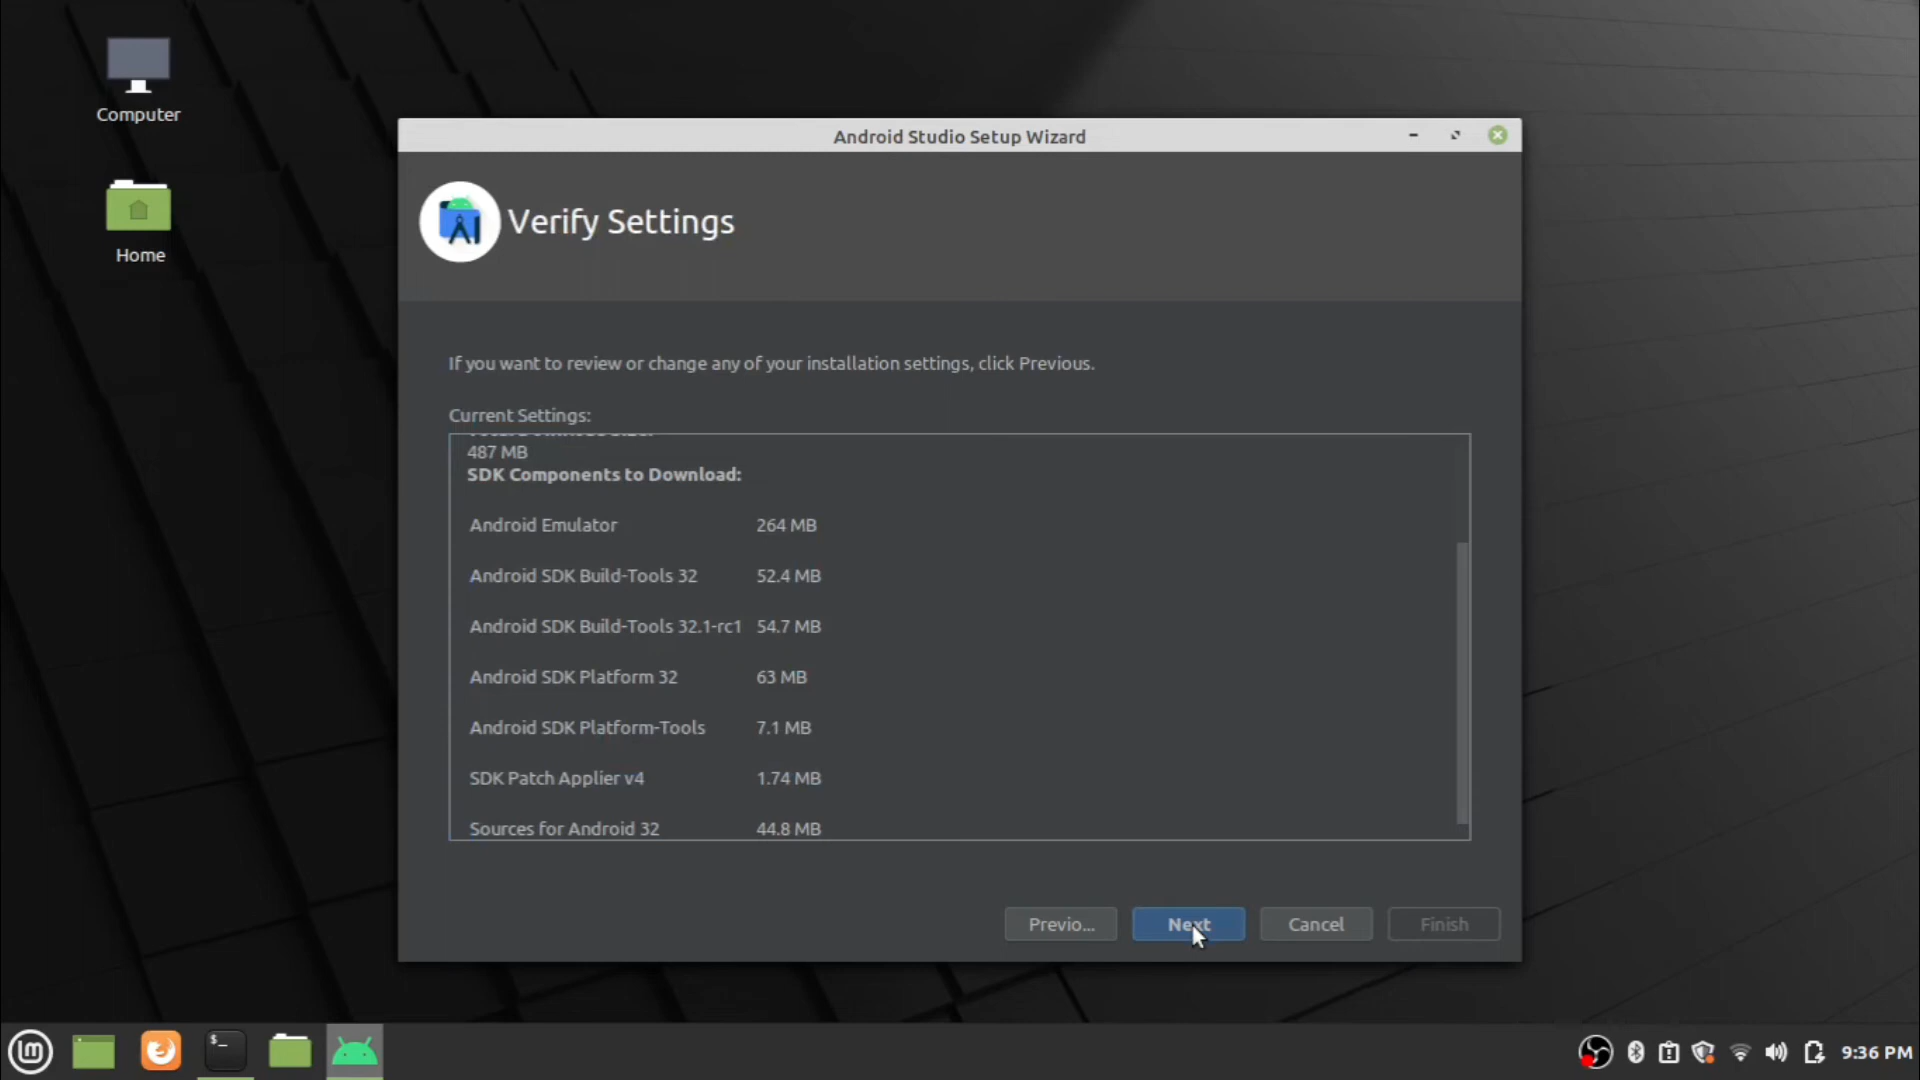 Computer
Home
Android Studio Setup Wizard
Verify Settings
If you want to review or change any of your installation settings, click Previous.
Current Settings:
487 MB
SDK Components to Download:
Android Emulator 264 MB
Android SDK Build-Tools 32 52.4 MB
Android SDK Build-Tools 32.1-rc1 54.7 MB
Android SDK Platform 32 63 MB
Android SDK Platform-Tools 7.1 MB
SDK Patch Applier v4 1.74 MB
Sources for Android 32 44.8 MB
Previo... Next Cancel Finish
$_
9:36 PM